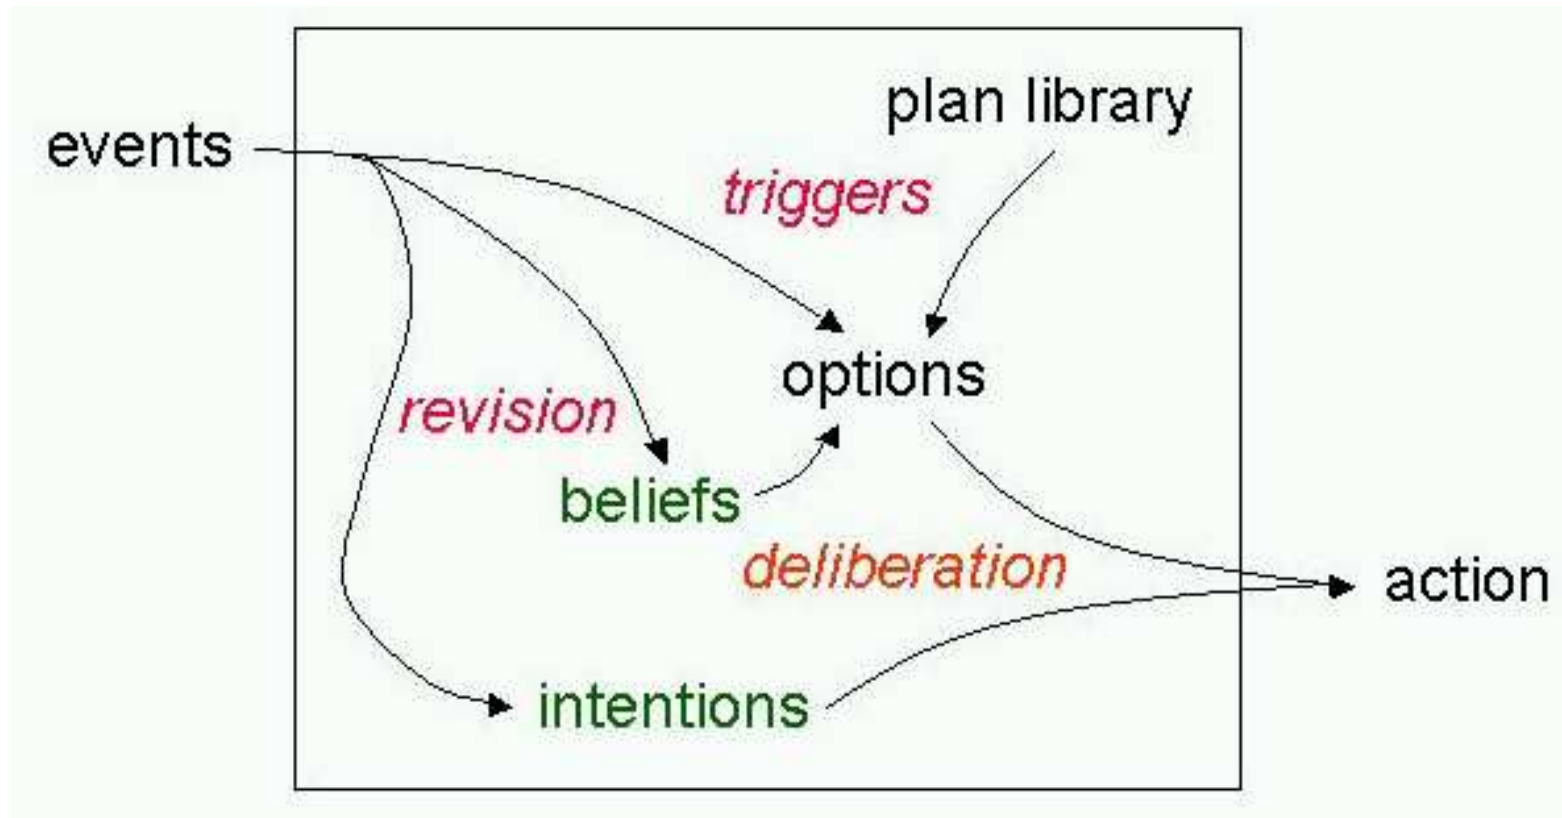 plan library
events
triggers
options
revision
beliefs
deliberation
action
intentions